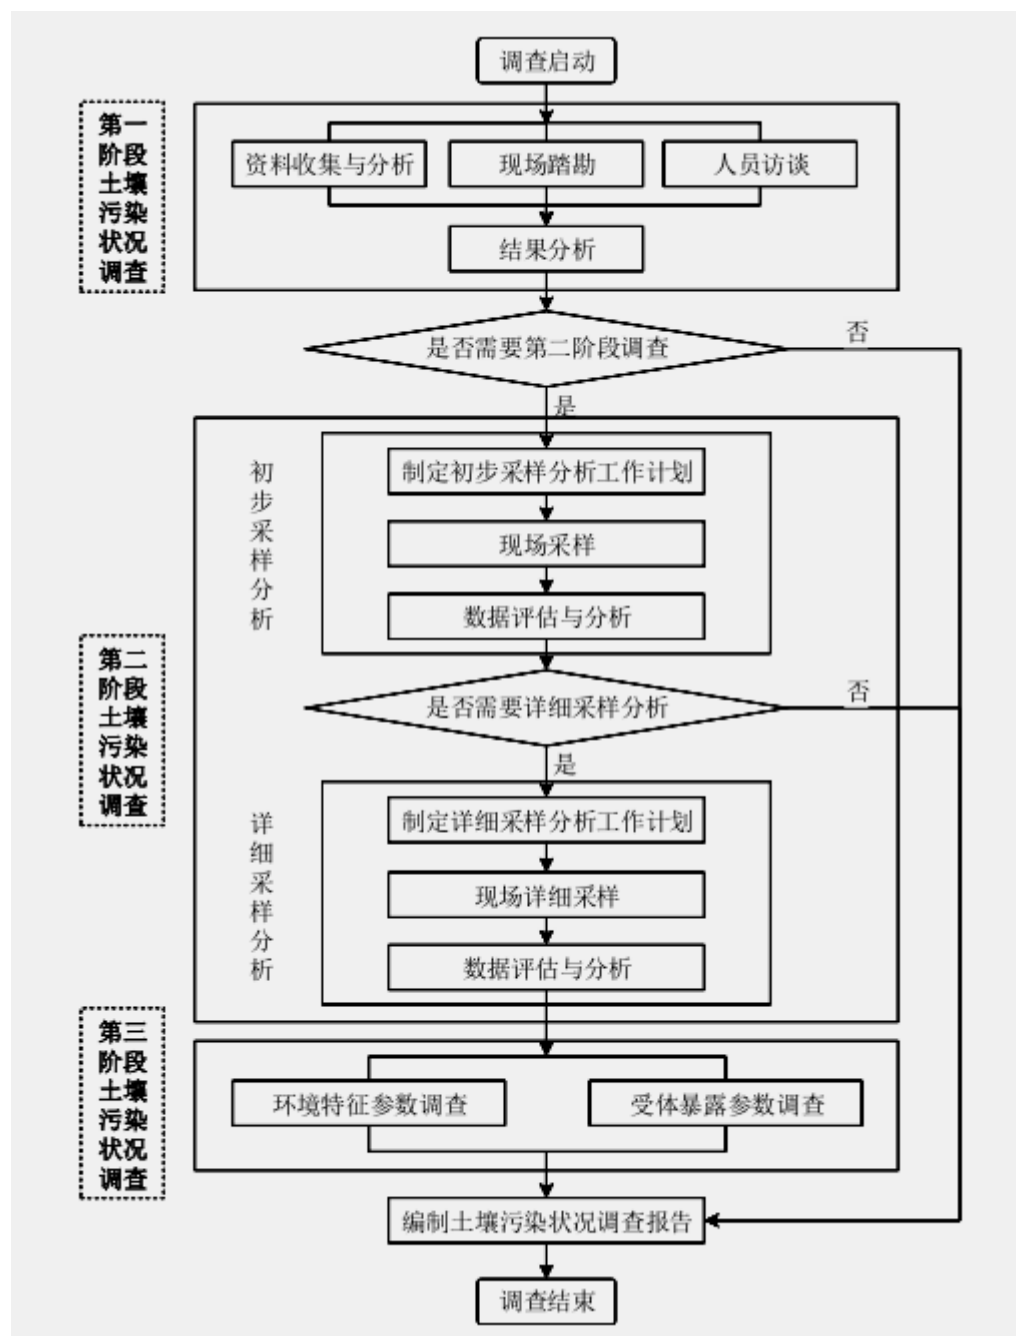 调查启动
第一
阶段
土壤
污染
状况
调查
资料收集与分析
现场踏勘
人员访谈
结果分析
是否需要第二阶段调查
否
是
初
步
采
样
分
析
制定初步采样分析工作计划
现场采样
数据评估与分析
第二
阶段
土壤
污染
状况
调查
是否需要详细采样分析
否
是
详
细
采
样
分
析
制定详细采样分析工作计划
现场详细采样
数据评估与分析
第三
阶段
土壤
污染
状况
调查
环境特征参数调查
受体暴露参数调查
编制土壤污染状况调查报告
调查结束